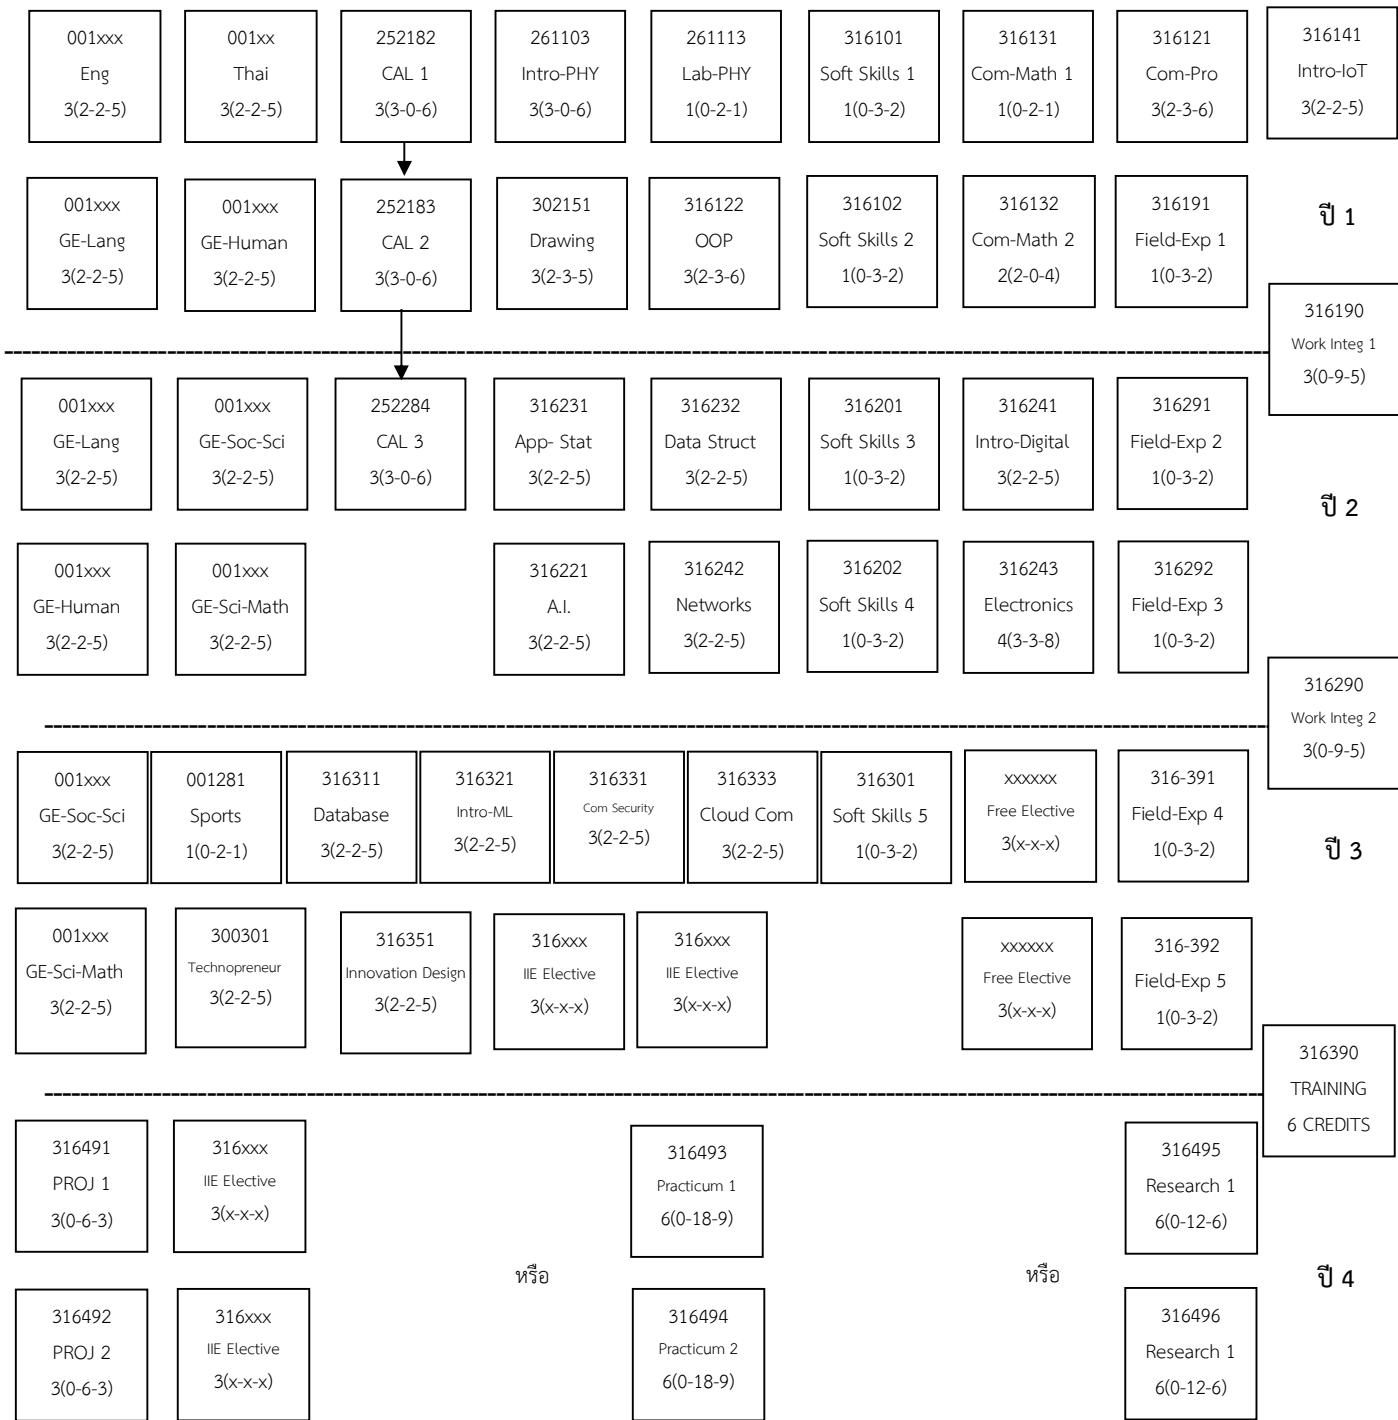 001xxx
Eng
3(2-2-5)
001xx
Thai
3(2-2-5)
252182
CAL 1
3(3-0-6)
261103
Intro-PHY
3(3-0-6)
261113
Lab-PHY
1(0-2-1)
316101
Soft Skills 1
1(0-3-2)
316131
Com-Math 1
1(0-2-1)
316121
Com-Pro
3(2-3-6)
316141
Intro-IoT
3(2-2-5)
001xxx
GE-Lang
3(2-2-5)
001xxx
GE-Human
3(2-2-5)
252183
CAL 2
3(3-0-6)
302151
Drawing
3(2-3-5)
316122
OOP
3(2-3-6)
316102
Soft Skills 2
1(0-3-2)
316132
Com-Math 2
2(2-0-4)
316191
Field-Exp 1
1(0-3-2)
ปี 1
316190
Work Integ 1
3(0-9-5)
001xxx
GE-Lang
3(2-2-5)
001xxx
GE-Soc-Sci
3(2-2-5)
252284
CAL 3
3(3-0-6)
316231
App- Stat
3(2-2-5)
316232
Data Struct
3(2-2-5)
316201
Soft Skills 3
1(0-3-2)
316241
Intro-Digital
3(2-2-5)
316291
Field-Exp 2
1(0-3-2)
ปี 2
001xxx
GE-Human
3(2-2-5)
001xxx
GE-Sci-Math
3(2-2-5)
316221
A.I.
3(2-2-5)
316242
Networks
3(2-2-5)
316202
Soft Skills 4
1(0-3-2)
316243
Electronics
4(3-3-8)
316292
Field-Exp 3
1(0-3-2)
316290
Work Integ 2
3(0-9-5)
001xxx
GE-Soc-Sci
3(2-2-5)
001281
Sports
1(0-2-1)
316311
Database
3(2-2-5)
316321
Intro-ML
3(2-2-5)
316331
Com Security
3(2-2-5)
316333
Cloud Com
3(2-2-5)
316301
Soft Skills 5
1(0-3-2)
xxxxxx
Free Elective
3(x-x-x)
316-391
Field-Exp 4
1(0-3-2)
ปี 3
001xxx
GE-Sci-Math
3(2-2-5)
300301
Technopreneur
3(2-2-5)
316351
Innovation Design
3(2-2-5)
316xxx
IIE Elective
3(x-x-x)
316xxx
IIE Elective
3(x-x-x)
xxxxxx
Free Elective
3(x-x-x)
316-392
Field-Exp 5
1(0-3-2)
316390
TRAINING
6 CREDITS
316491
PROJ 1
3(0-6-3)
316xxx
IIE Elective
3(x-x-x)
316493
Practicum 1
6(0-18-9)
316495
Research 1
6(0-12-6)
หรือ
หรือ
ปี 4
316492
PROJ 2
3(0-6-3)
316xxx
IIE Elective
3(x-x-x)
316494
Practicum 2
6(0-18-9)
316496
Research 1
6(0-12-6)